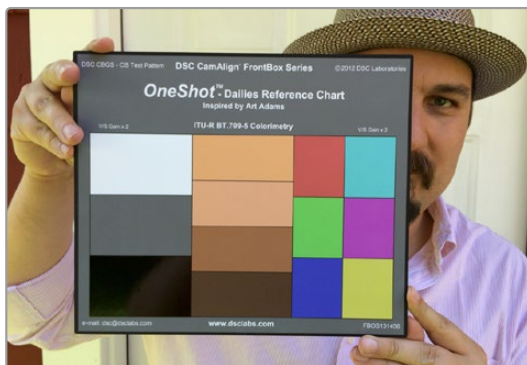 DSC CBGS - CB Test Pattern
DSC CamAlign FrontBox Series
©2012 DSC Laboratories
OneShot™ - Dailies Reference Chart
Inspired by Art Adams
V/S Gain x 2
ITU-R BT.709-5 Colorimetry
V/S Gain x 2
e-mail: dsc@dsclabs.com
www.dsclabs.com